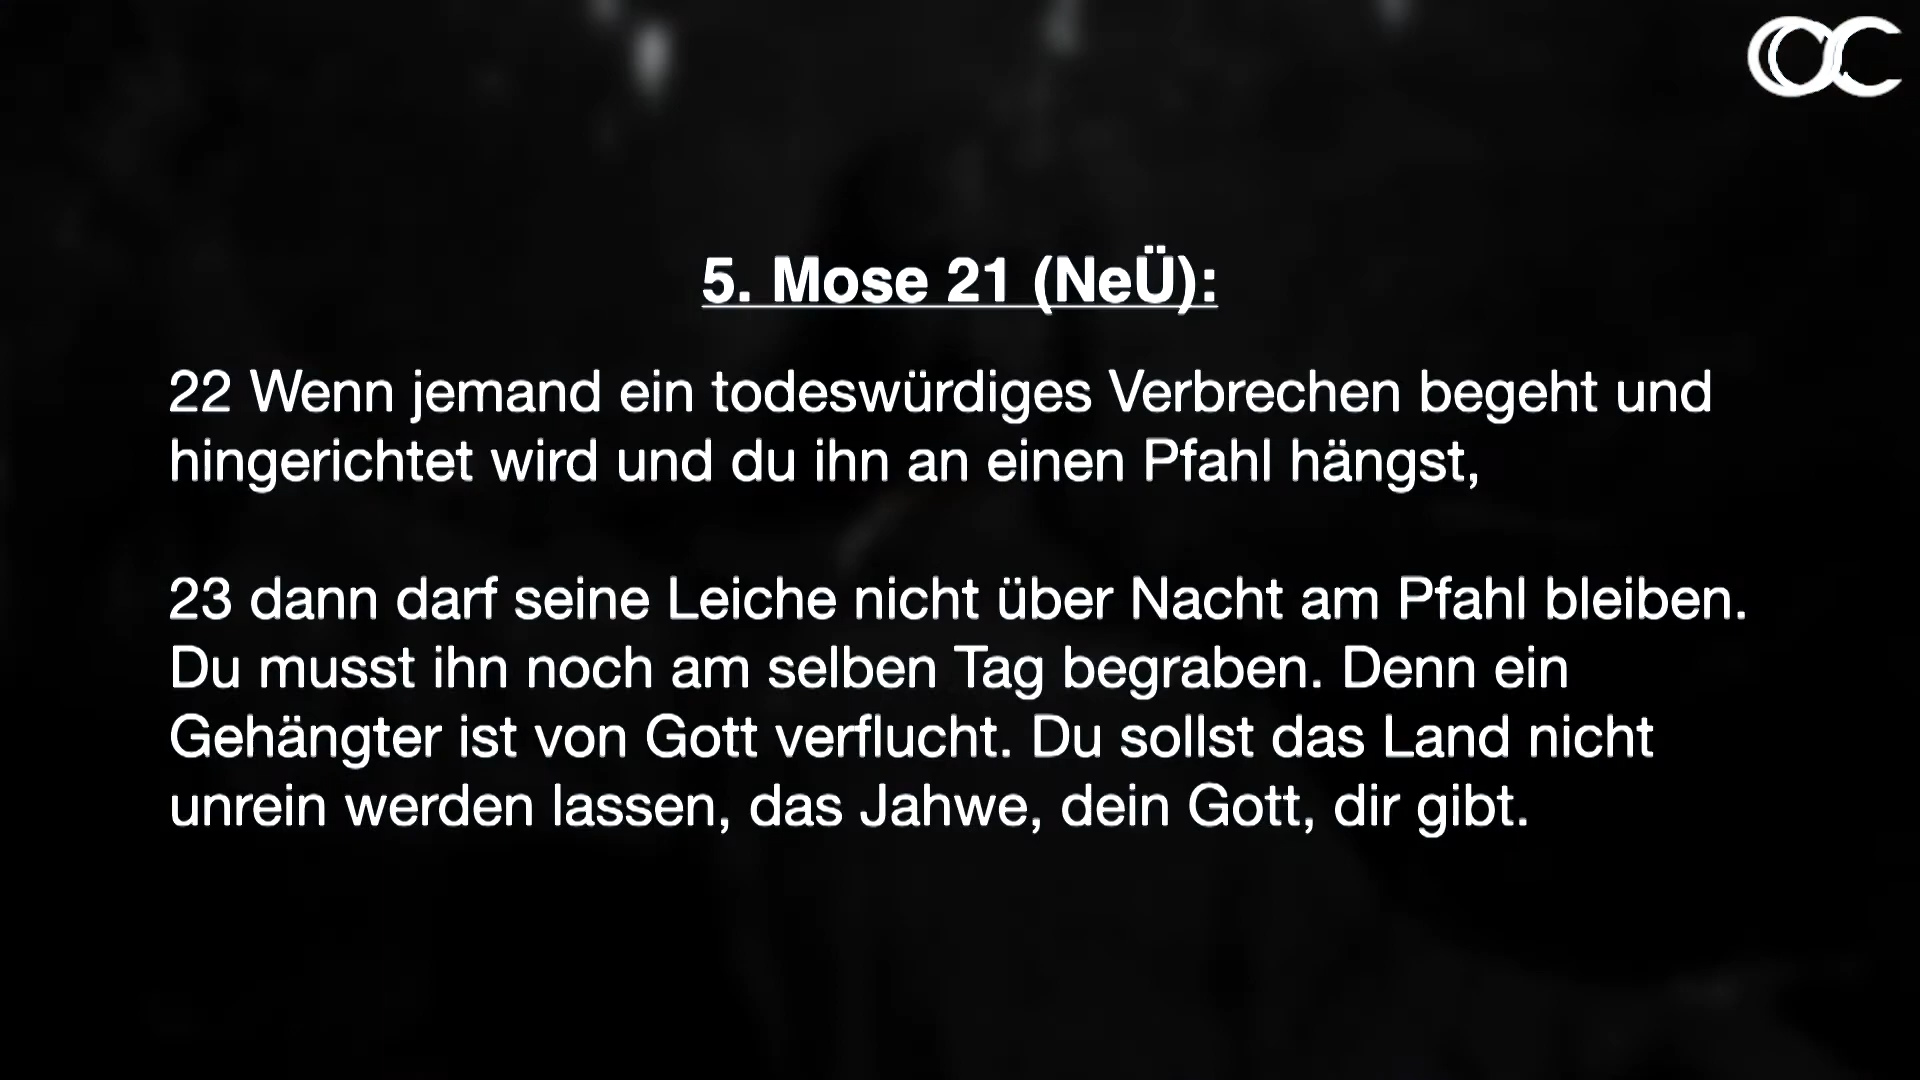 OC
5. Mose 21 (NeÜ):
22 Wenn jemand ein todeswürdiges Verbrechen begeht und
hingerichtet wird und du ihn an einen Pfahl hängst,
23 dann darf seine Leiche nicht über Nacht am Pfahl bleiben.
Du musst ihn noch am selben Tag begraben. Denn ein
Gehängter ist von Gott verflucht. Du sollst das Land nicht
unrein werden lassen, das Jahwe, dein Gott, dir gibt.